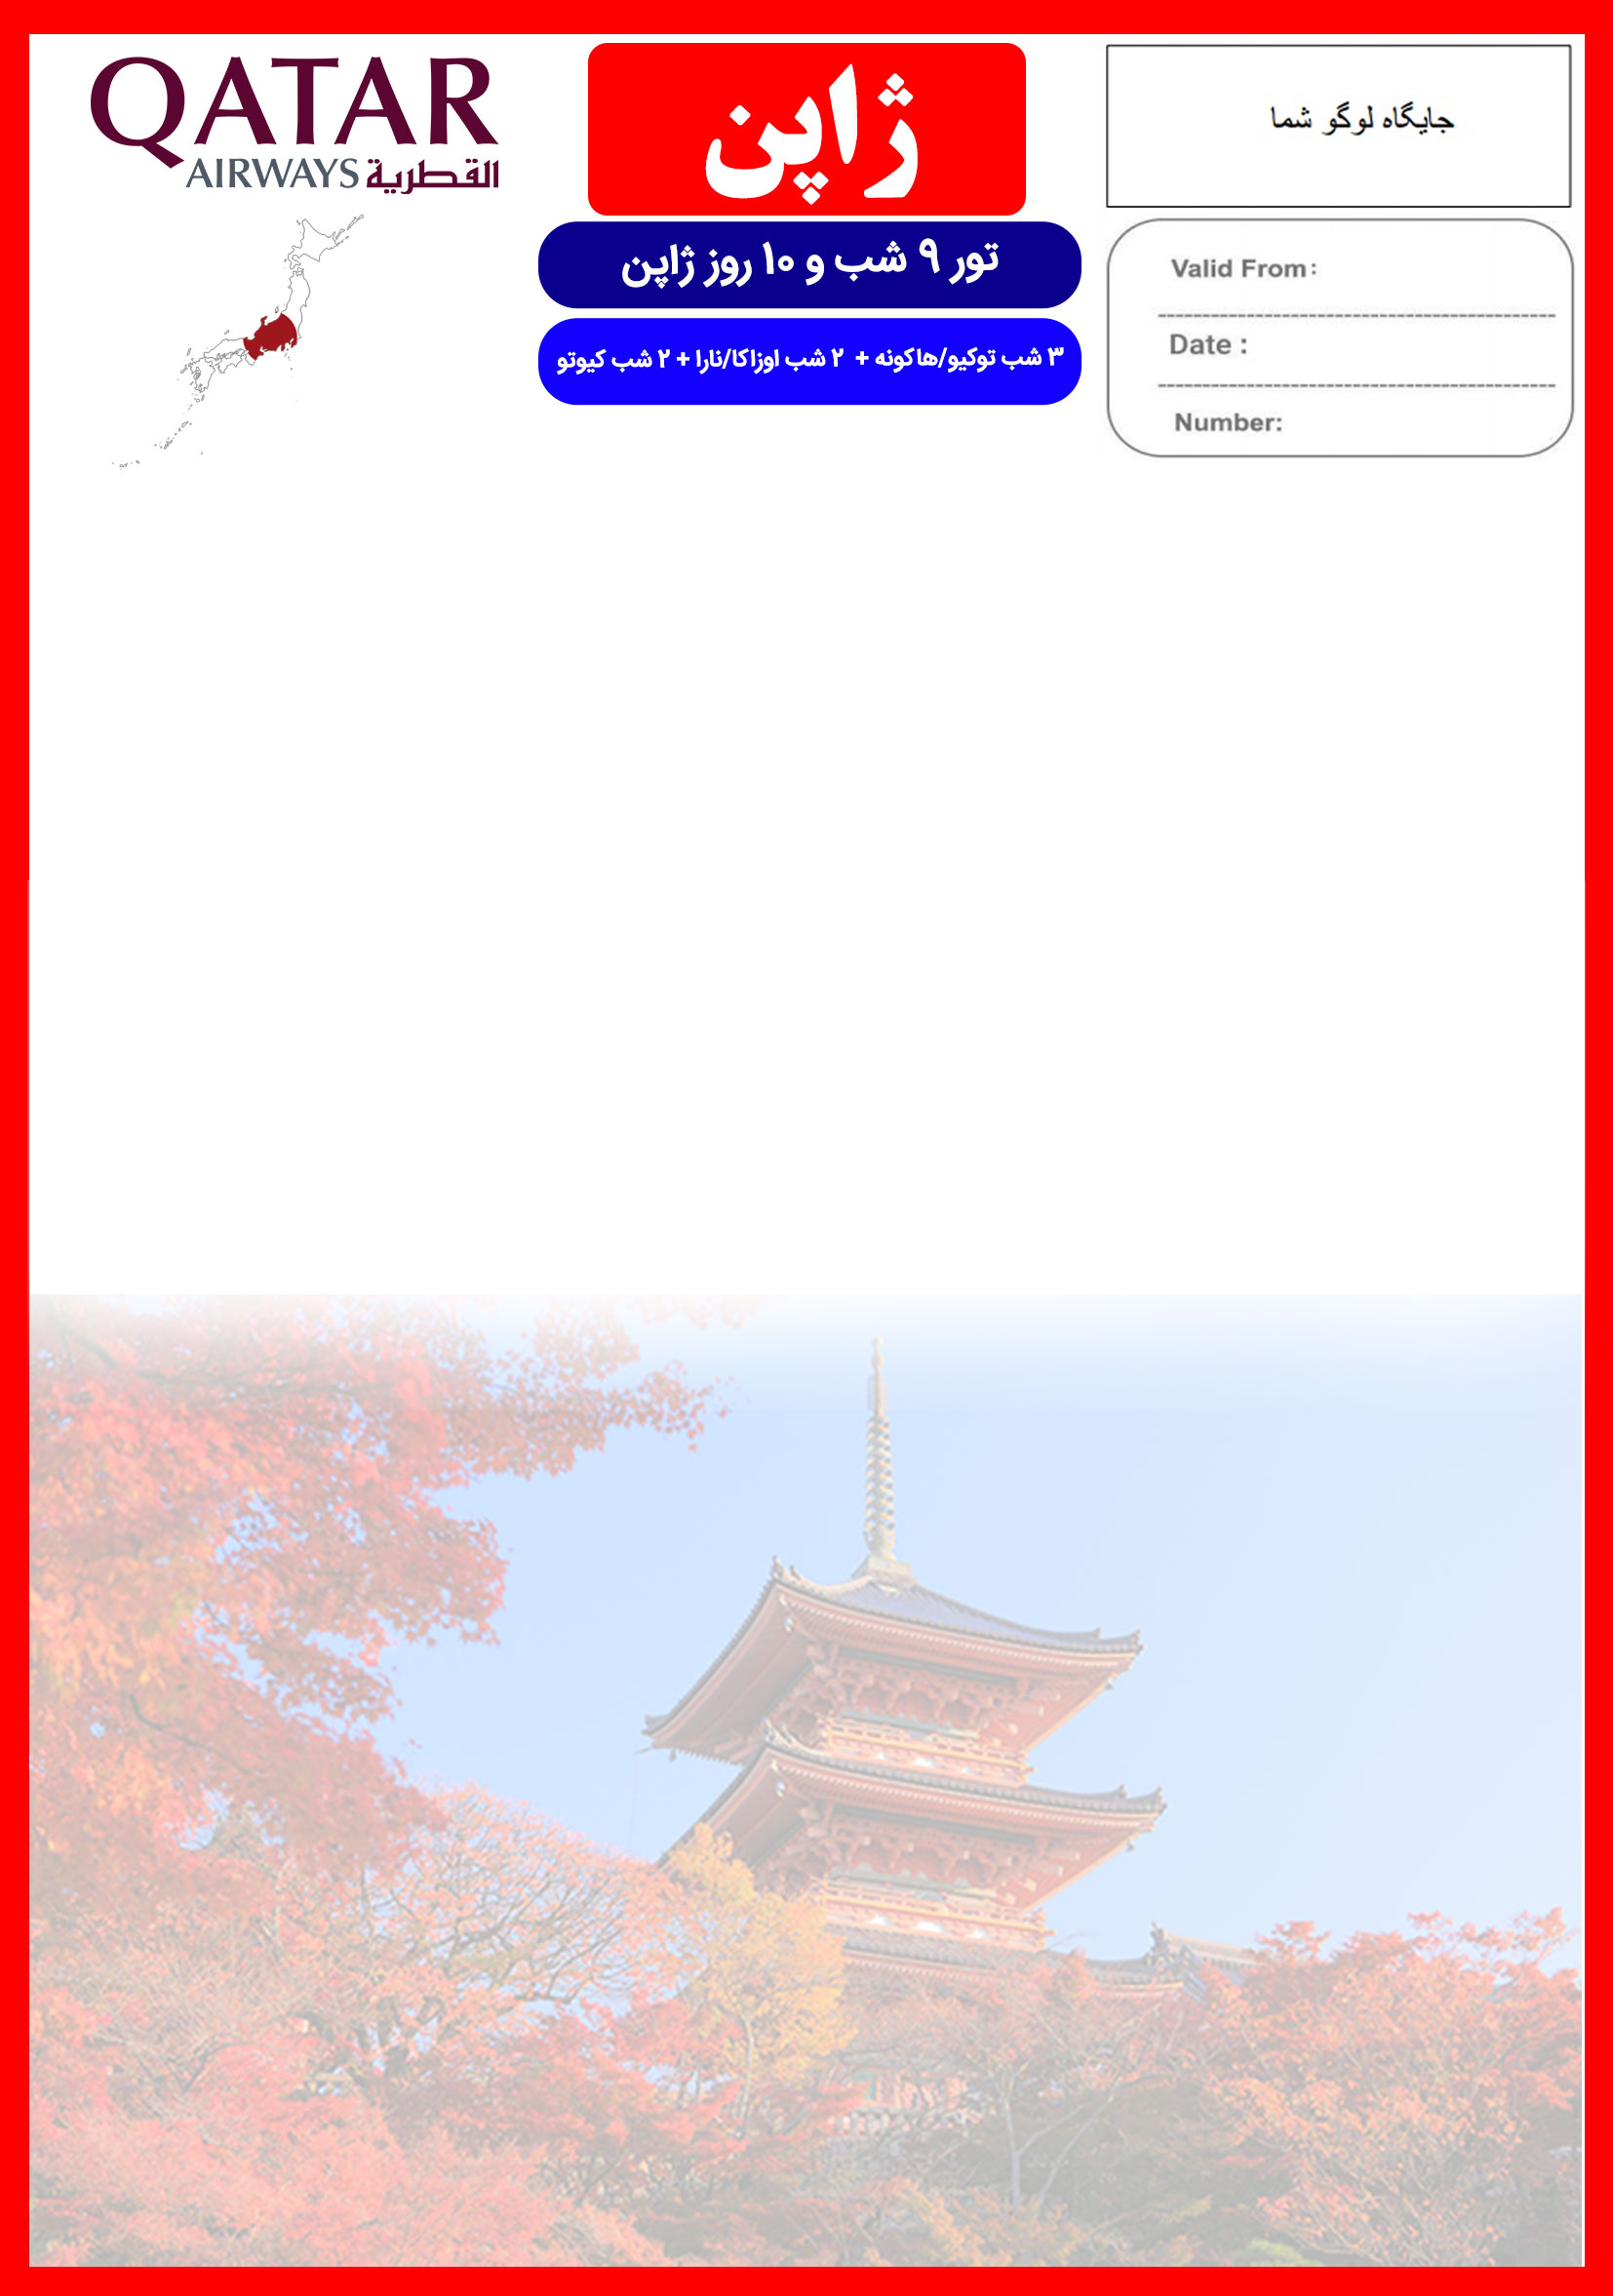 QATAR
AIRWAYS القطرية
ژاپن
جایگاه لوگو شما
تور ۹ شب و ۱۰ روز ژاپن
۳ شب توکیو/هاکونه + ۲ شب اوزاکا/نارا + ۲ شب کیوتو
Valid From:
Date :
Number: